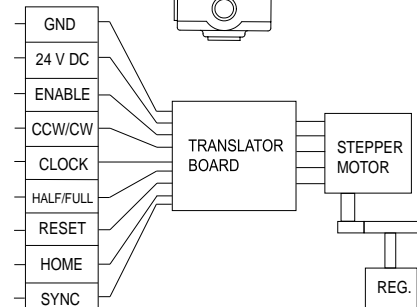 GND
24 V DC
ENABLE
CCW/CW
CLOCK
HALF/FULL
RESET
HOME
SYNC
TRANSLATOR
BOARD
STEPPER
MOTOR
REG.